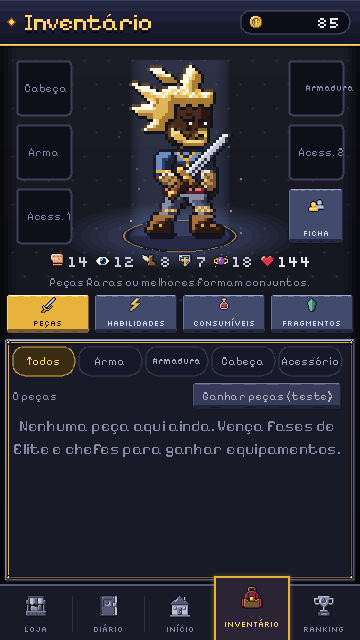 Inventário
85
Cabeça
Armadura
Arma
Acess. 2
Acess. 1
FICHA
14 12 8 7 18 144
Peças Raras ou melhores formam conjuntos.
PEÇAS HABILIDADES CONSUMÍVEIS FRAGMENTOS
Todos Arma Armadura Cabeça Acessório
0 peças
Ganhar peças (teste)
Nenhuma peça aqui ainda. Vença fases de
Elite e chefes para ganhar equipamentos.
LOJA DIÁRIO INÍCIO INVENTÁRIO RANKING